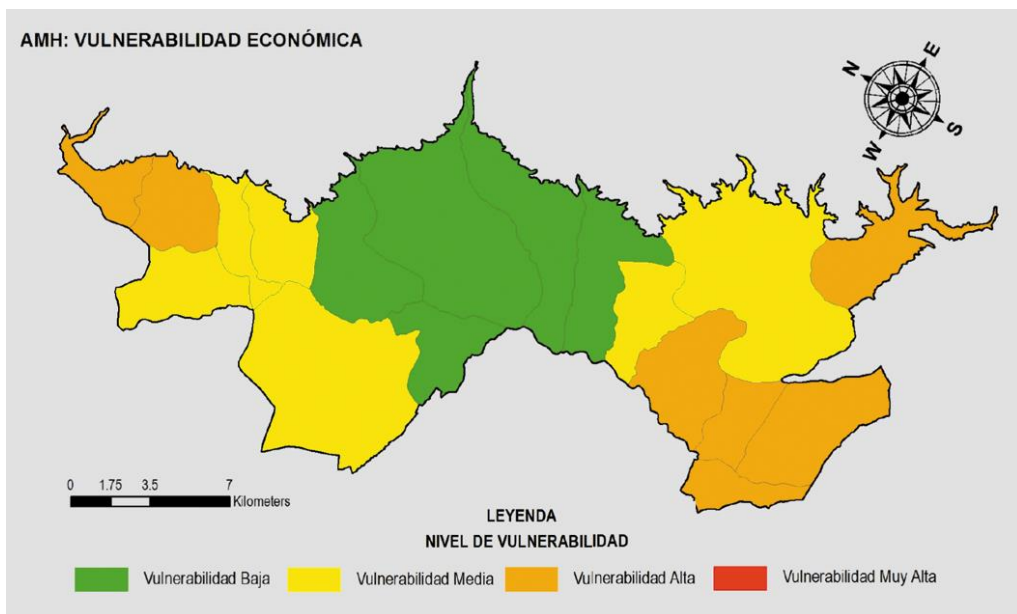 AMH: VULNERABILIDAD ECONÓMICA
N
E
W
S
0 1.75 3.5 7
Kilometers
LEYENDA
NIVEL DE VULNERABILIDAD
Vulnerabilidad Baja Vulnerabilidad Media Vulnerabilidad Alta Vulnerabilidad Muy Alta